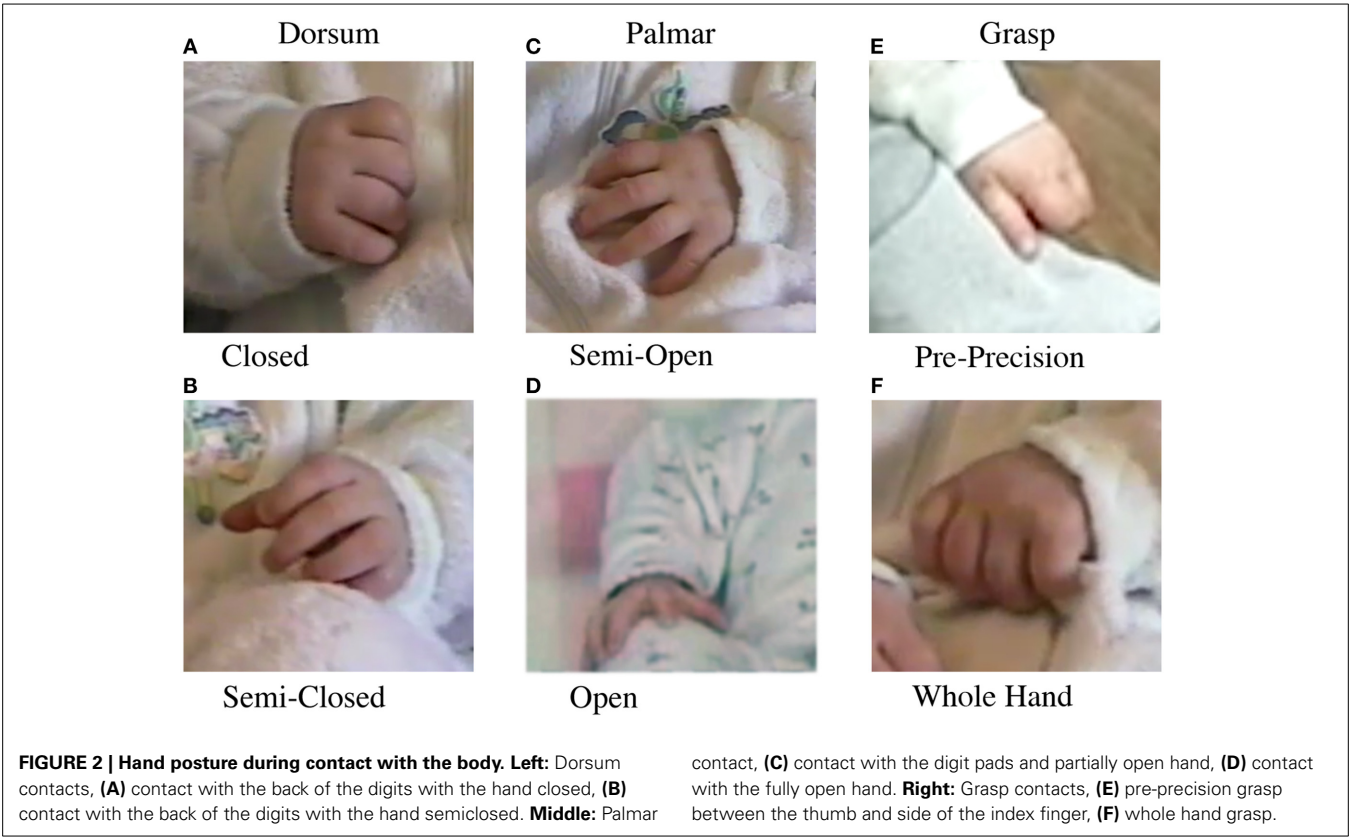 Dorsum
Palmar
Grasp
A
C
E
Closed
Semi-Open
Pre-Precision
B
D
F
Semi-Closed
Open
Whole Hand
FIGURE 2 | Hand posture during contact with the body. Left: Dorsum
contacts, (A) contact with the back of the digits with the hand closed, (B)
contact with the back of the digits with the hand semiclosed. Middle: Palmar
contact, (C) contact with the digit pads and partially open hand, (D) contact
with the fully open hand. Right: Grasp contacts, (E) pre-precision grasp
between the thumb and side of the index finger, (F) whole hand grasp.